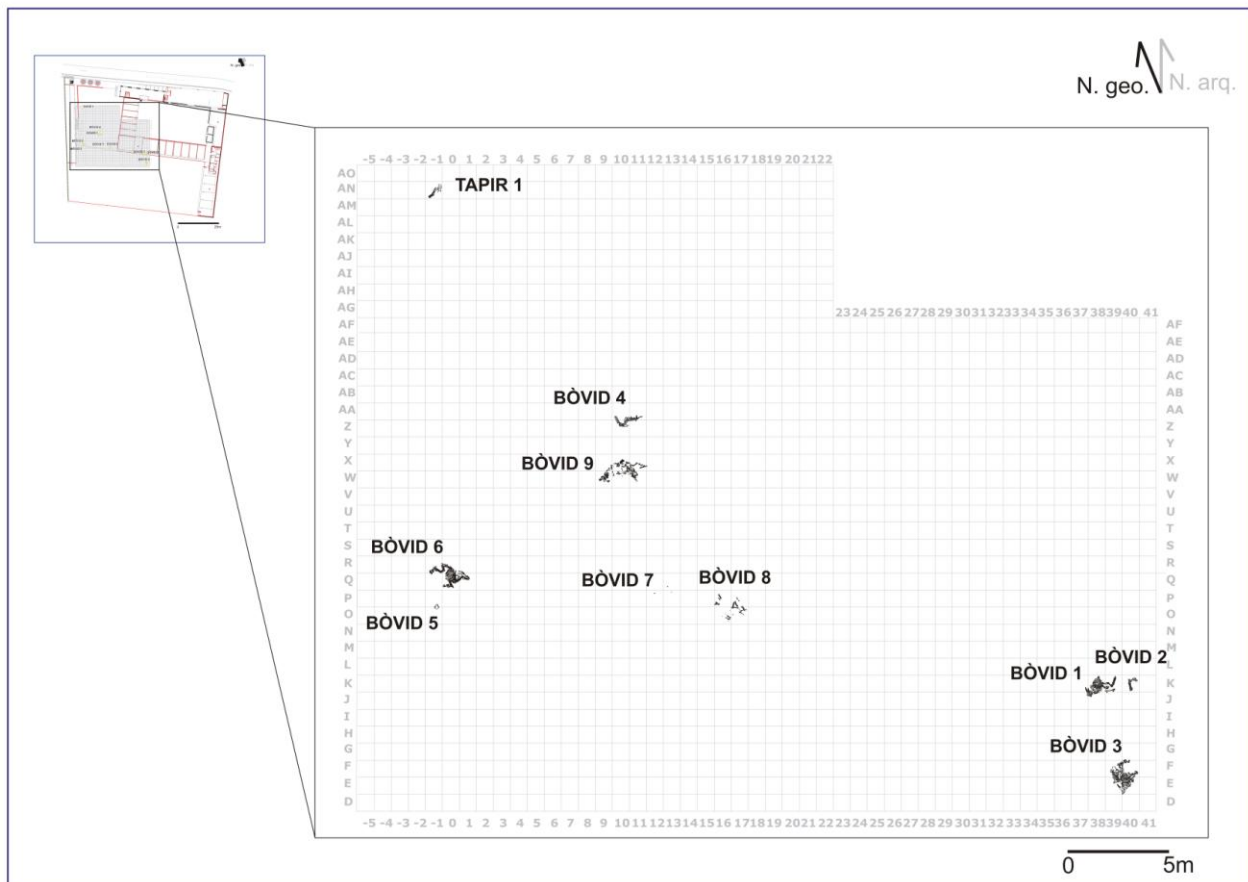 N. geo. N. arq.
-5 -4 -3 -2 -1 0 1 2 3 4 5 6 7 8 9 10 11 12 13 14 15 16 17 18 19 20 21 22
AO
AN
TAPIR 1
AM
AL
AK
AJ
AI
AH
AG
23 24 25 26 27 28 29 30 31 32 33 34 35 36 37 38 39 40 41
AF AF
AE AE
AD AD
AC AC
AB AB
BÒVID 4
AA AA
Z Z
Y Y
X X
BÒVID 9
W W
V V
U U
T T
S S
BÒVID 6
R R
Q Q
BÒVID 7 BÒVID 8
P P
O O
BÒVID 5
N N
M M
BÒVID 2
L L
BÒVID 1
K K
J J
I I
H H
BÒVID 3
G G
F F
E E
D D
-5 -4 -3 -2 -1 0 1 2 3 4 5 6 7 8 9 10 11 12 13 14 15 16 17 18 19 20 21 22 23 24 25 26 27 28 29 30 31 32 33 34 35 36 37 38 39 40 41
0 5m